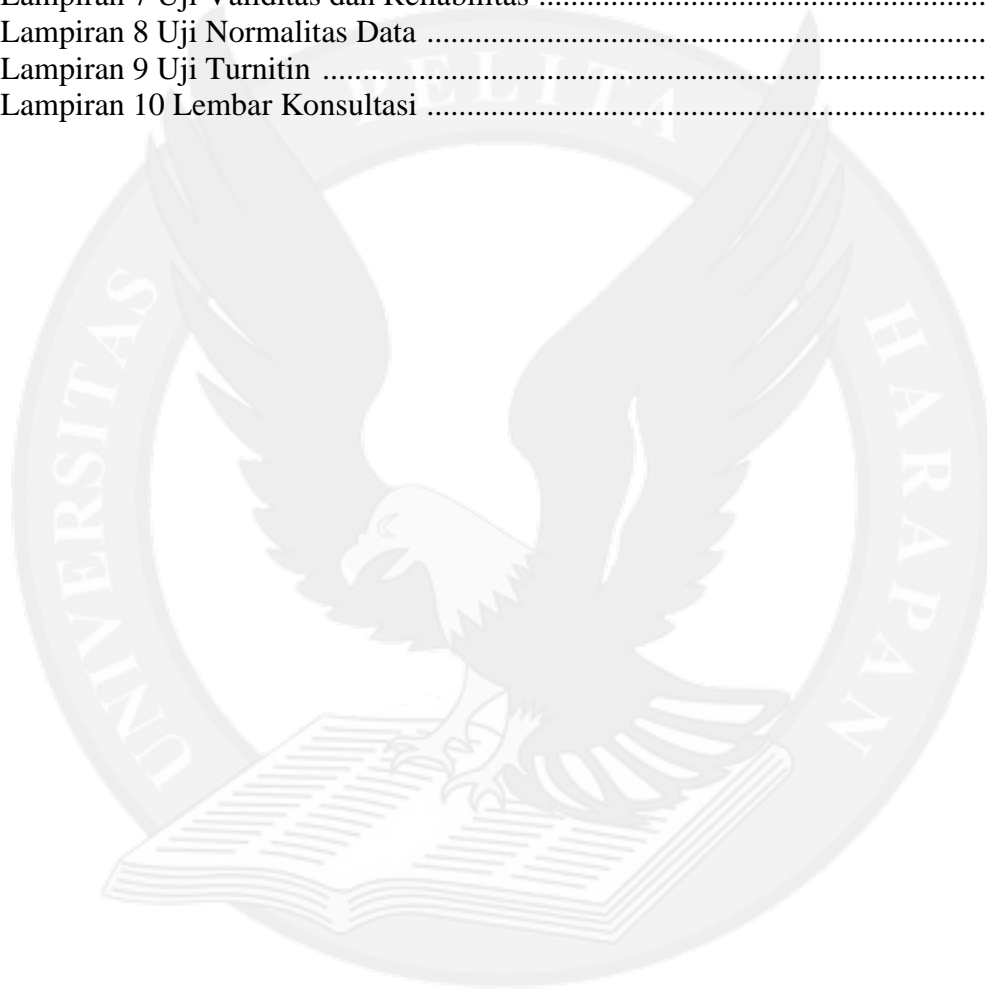 Lampiran 7 Uji Validitas dan Reliabilitas ........................................................
Lampiran 8 Uji Normalitas Data ......................................................................
Lampiran 9 Uji Turnitin ...................................................................................
Lampiran 10 Lembar Konsultasi ......................................................................
UNIVERSITAS PELITA HARAPAN